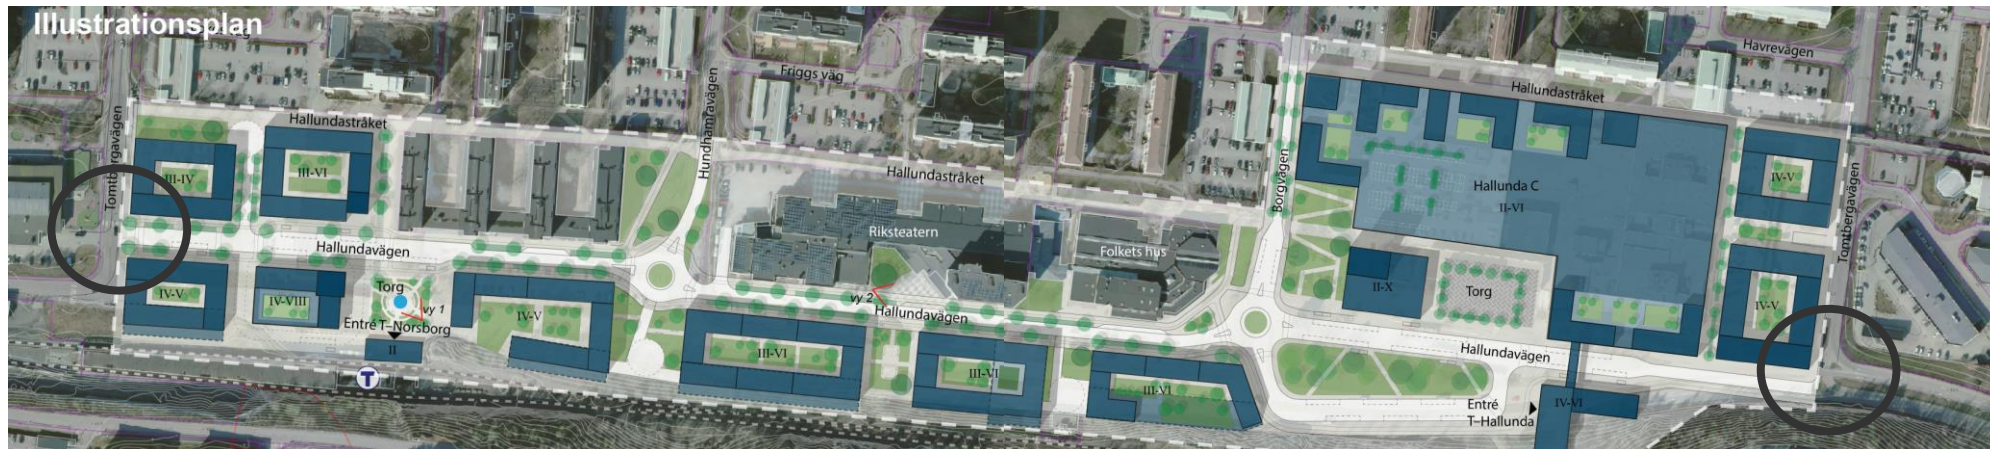 Illustrationsplan
Friggs väg
Havrevägen
Hallundastråket
Hallundastråket
Hallundastråket
Tomtbergavägen
Hundhamravägen
Borgvägen
Tomtbergavägen
III-IV
III-VI
Riksteatern
Folkets hus
Hallunda C
II-VI
IV-V
Hallundavägen
IV-V
IV-VIII
Torg
vy 1
Entré T-Norsborg
II
T
IV-V
vy 2
Hallundavägen
III-VI
III-VI
III-VI
II-X
Torg
IV-V
Hallundavägen
Entré
T-Hallunda
IV-VI